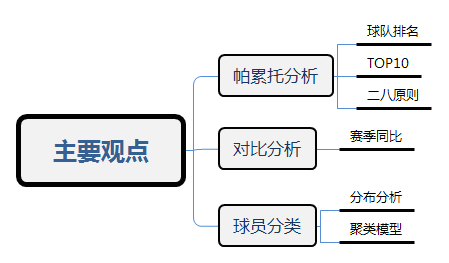 主要观点
帕累托分析
球队排名
TOP10
二八原则
对比分析
赛季同比
球员分类
分布分析
聚类模型